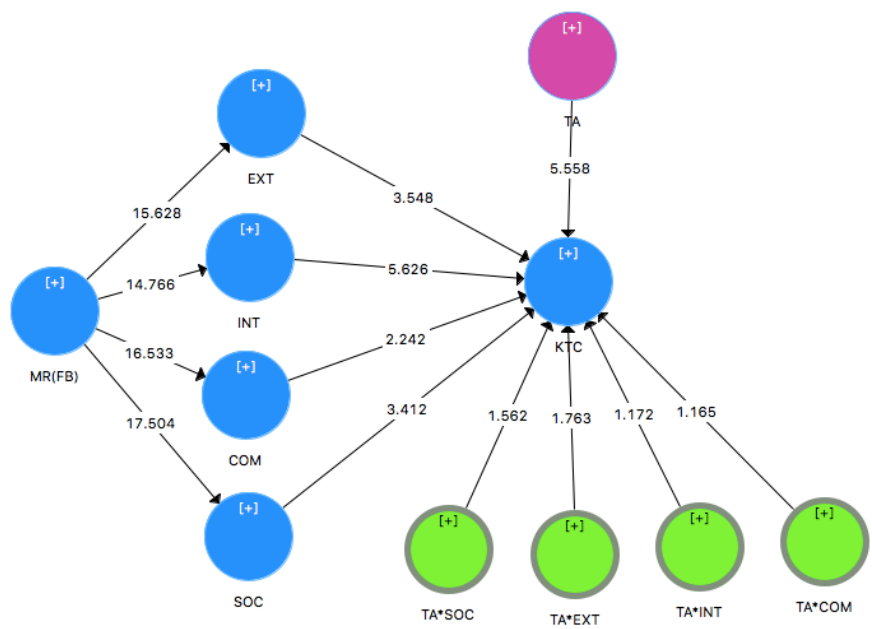 [+]
TA
[+]
EXT
5.558
3.548
15.628
[+]
INT
[+]
KTC
5.626
14.766
[+]
MR(FB)
2.242
16.533
[+]
COM
3.412
17.504
1.562
1.763
1.172
1.165
[+]
SOC
[+]
TA*SOC
[+]
TA*EXT
[+]
TA*INT
[+]
TA*COM